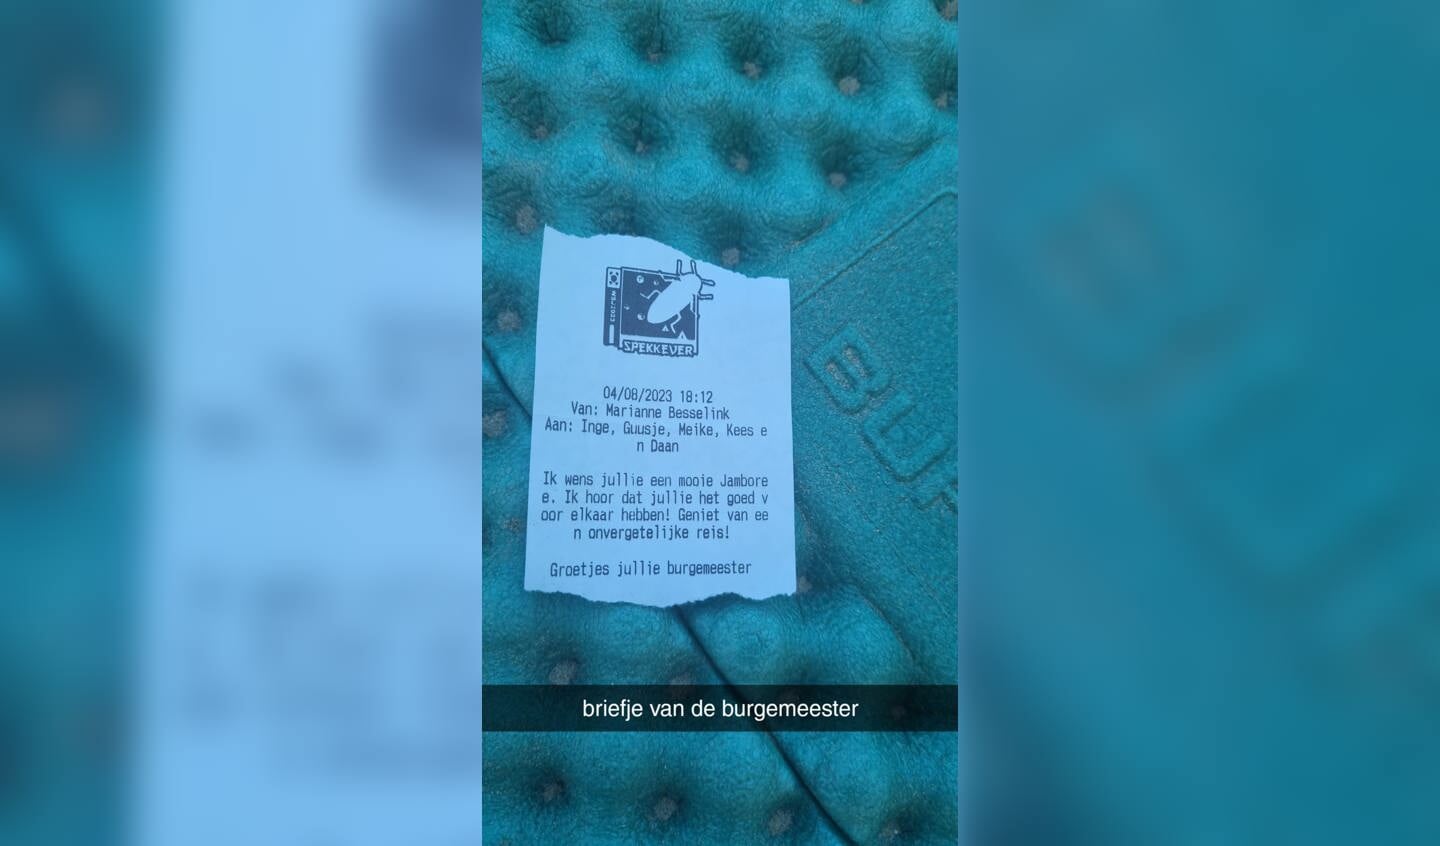 SPEKKEVER
04/08/2023 18:12
Van: Marianne Besselink
Aan: Inge, Guusje, Meike, Kees e
n Daan
Ik wens jullie een mooie Jambore
e. Ik hoor dat jullie het goed v
oor elkaar hebben! Geniet van ee
n onvergetelijke reis!
Groetjes jullie burgemeester
briefje van de burgemeester